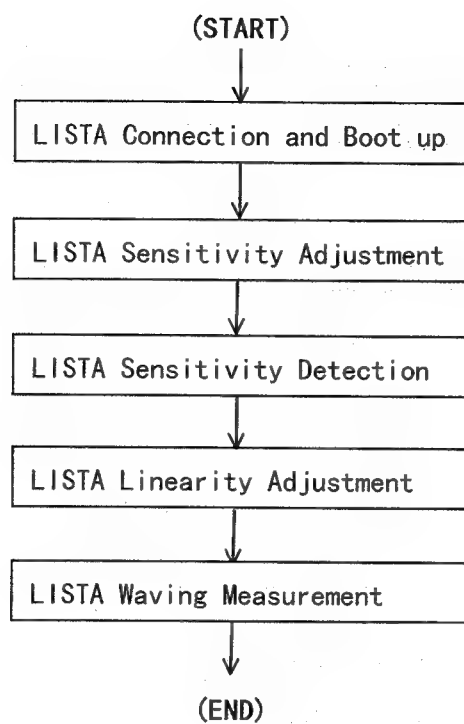 (START)
LISTA Connection and Boot up
LISTA Sensitivity Adjustment
LISTA Sensitivity Detection
LISTA Linearity Adjustment
LISTA Waving Measurement
(END)